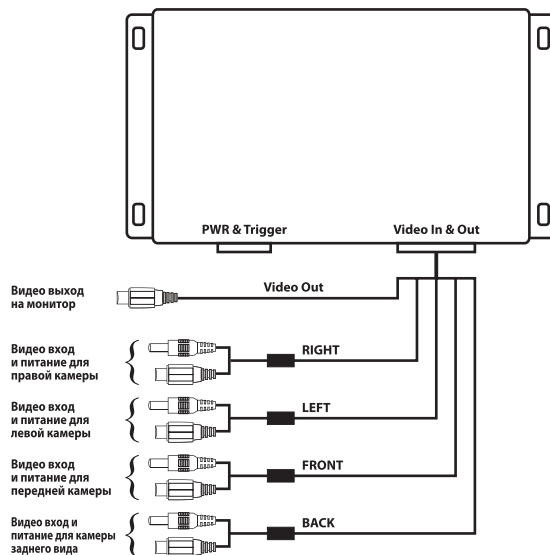 PWR & Trigger
Video In & Out
Видео выход
на монитор
Video Out
Видео вход
и питание для
правой камеры
RIGHT
Видео вход
и питание для
левой камеры
LEFT
Видео вход
и питание для
передней камеры
FRONT
Видео вход и
питание для камеры
заднего вида
BACK